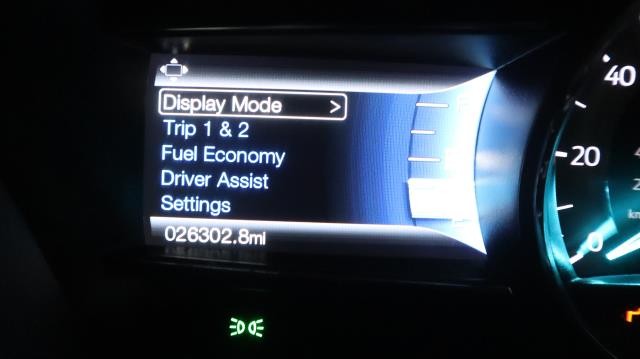 Display Mode >
Trip 1 & 2
Fuel Economy
Driver Assist
Settings
026302.8mi
40
20
0